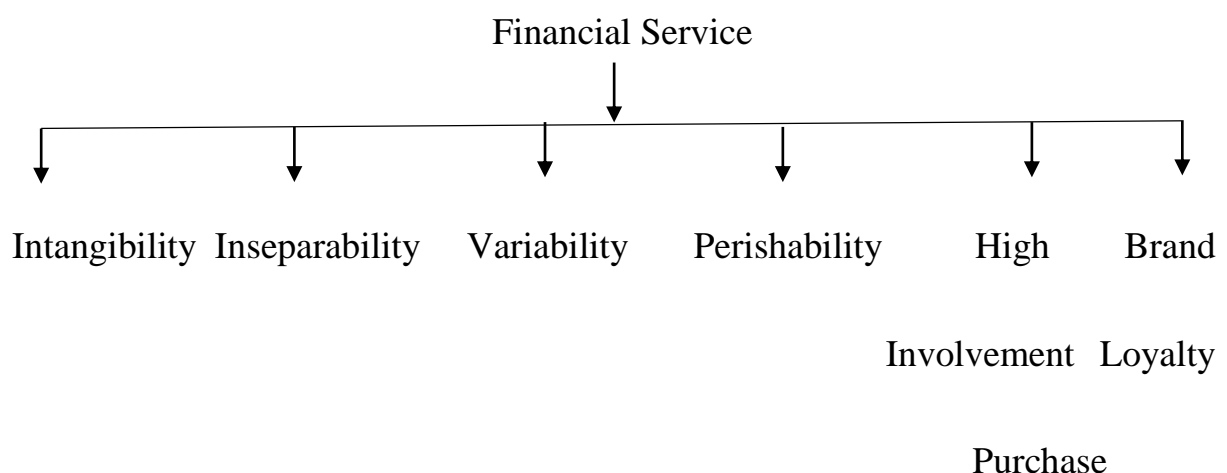 Financial Service
Intangibility Inseparability Variability Perishability High Brand
Involvement Loyalty
Purchase